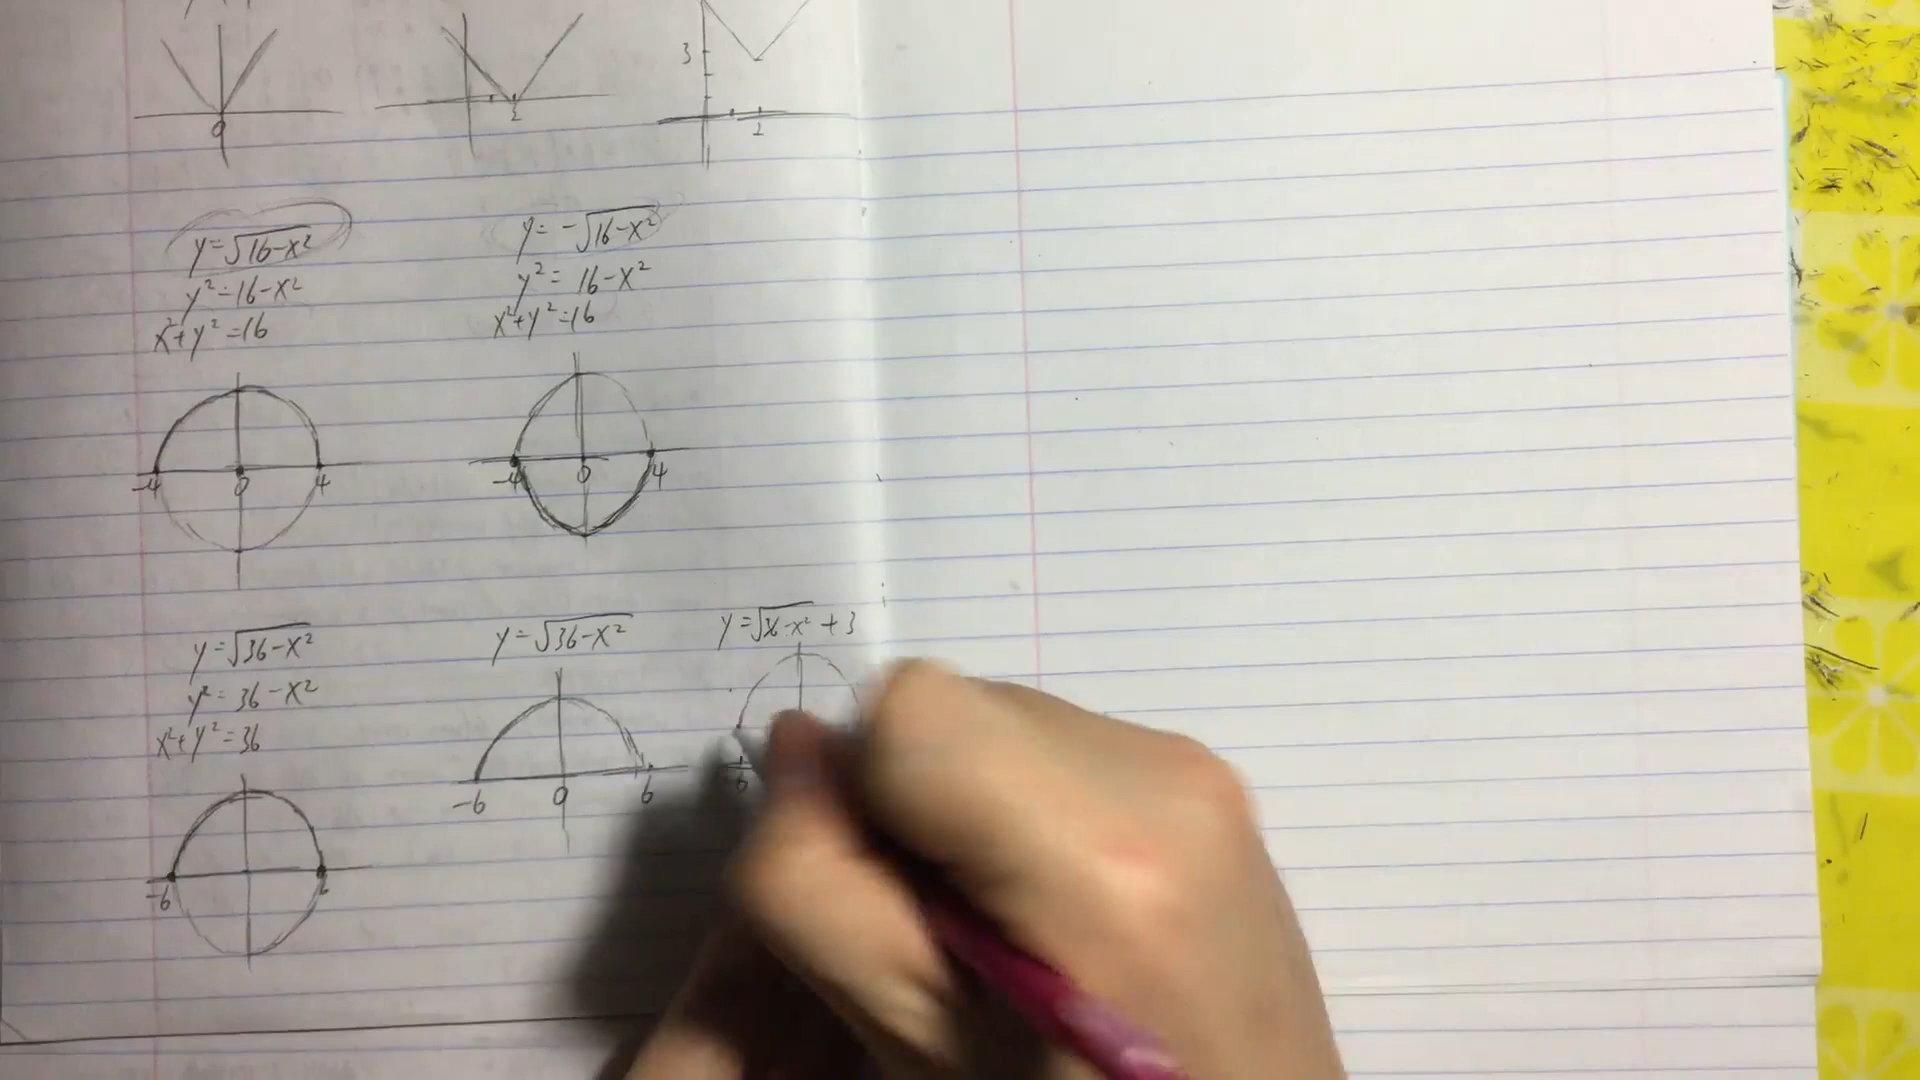 3
0
2
2
y=√16-x²
y=-√16-x²
y²=16-x²
y²= 16-x²
x²+y²=16
x²+y²=16
-4 0 4
-4 0 4
y=√36-x²
y=√36-x²
y=√36-x² +3
y²= 36-x²
x²+y²=36
-6 0 6
-6
-6